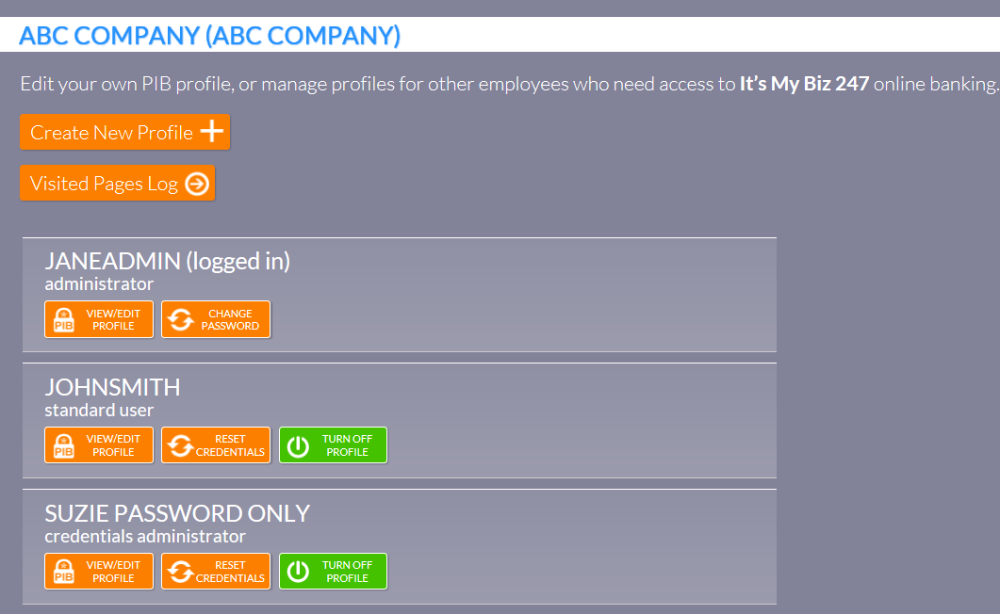 ABC COMPANY (ABC COMPANY)
Edit your own PIB profile, or manage profiles for other employees who need access to It's My Biz 247 online banking.
Create New Profile
Visited Pages Log
JANEADMIN (logged in)
administrator
PIB
VIEW/EDIT
PROFILE
CHANGE
PASSWORD
JOHNSMITH
standard user
PIB
VIEW/EDIT
PROFILE
RESET
CREDENTIALS
TURN OFF
PROFILE
SUZIE PASSWORD ONLY
credentials administrator
PIB
VIEW/EDIT
PROFILE
RESET
CREDENTIALS
TURN OFF
PROFILE